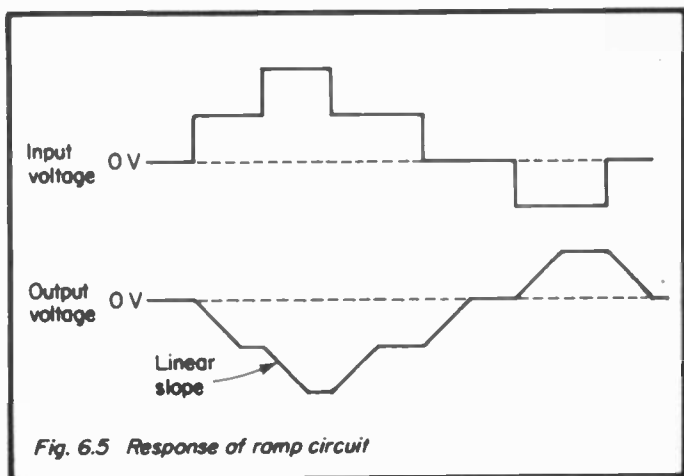 Input
voltage
0 V
Output
voltage
0 V
Linear
slope
Fig. 6.5 Response of ramp circuit